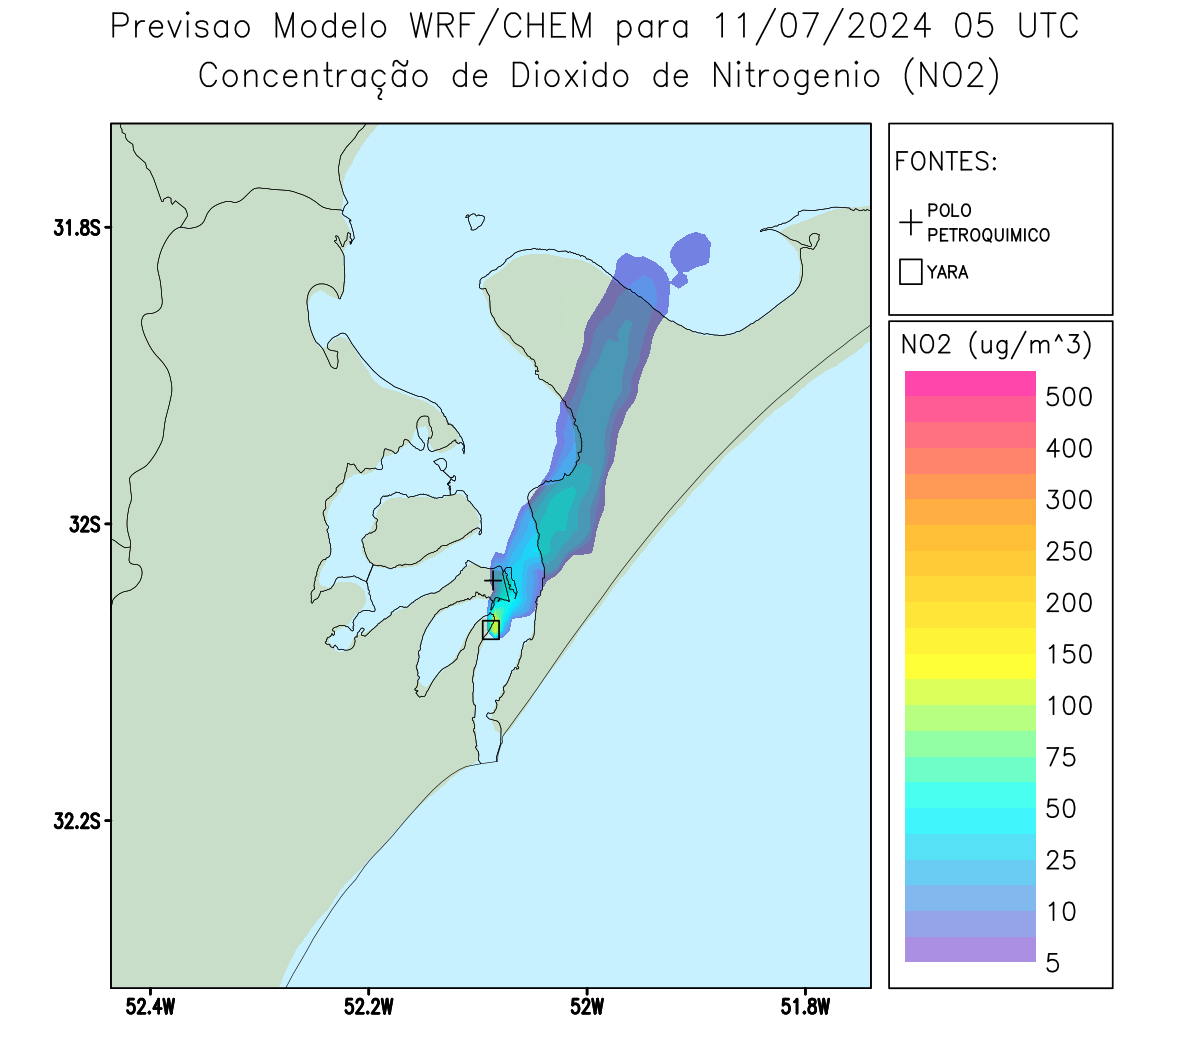 Previsao Modelo WRF/CHEM para 11/07/2024 05 UTC
Concentração de Dioxido de Nitrogenio (NO2)
FONTES:
POLO
PETROQUIMICO
YARA
NO2 (ug/m^3)
500
400
300
250
200
150
100
75
50
25
10
5
31.8S
32S
32.2S
52.4W
52.2W
52W
51.8W